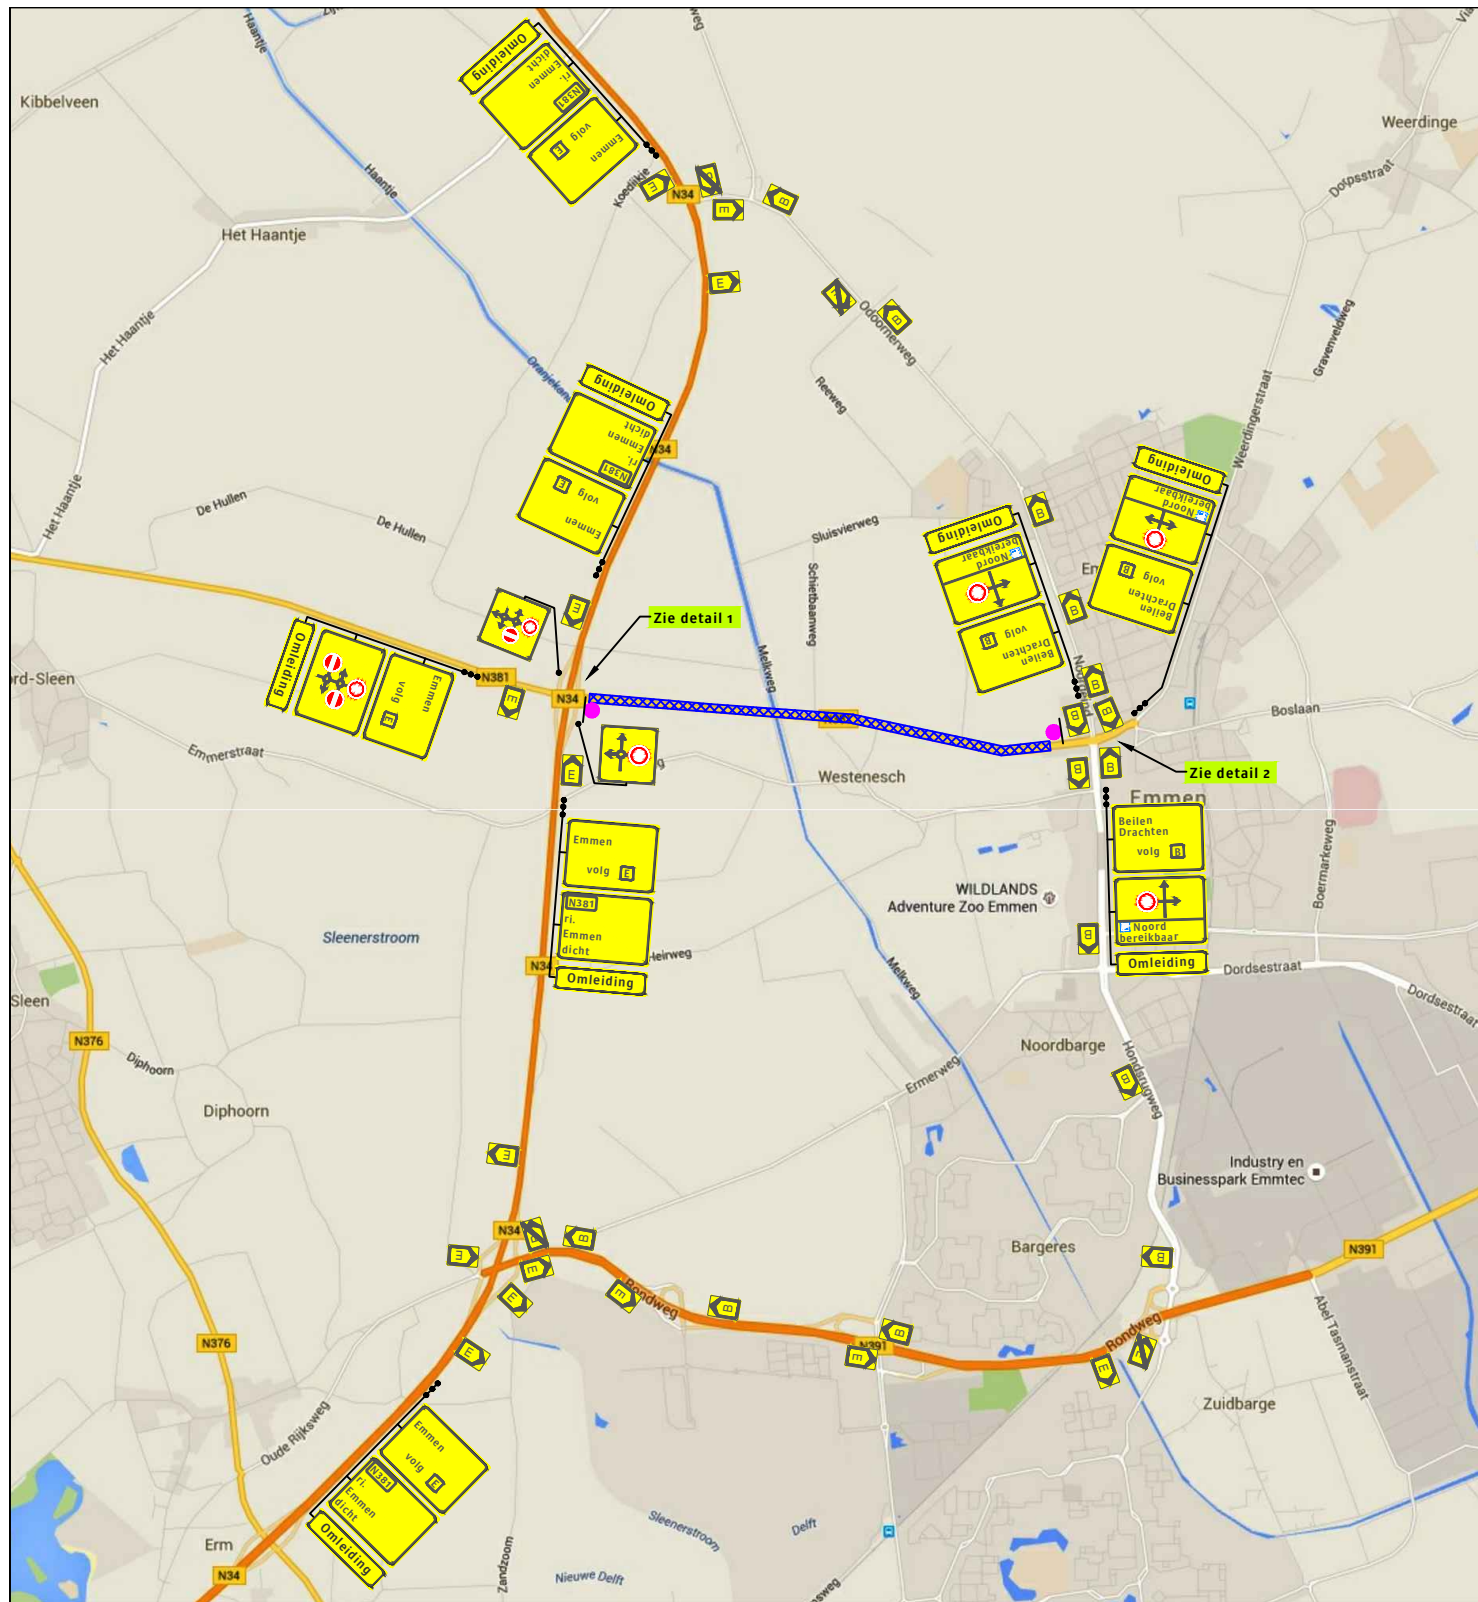 Haantje
weg
Kibbelveen
Weerdinge
Omleiding
ri.
Emmen
dicht
N381
Emmen
volg E
Haantje
Koedijkje
Dorpsstraat
N34
E
E
B
E
Het Haantje
B
Odoornerweg
Gravenveldweg
Het Haantje
Oranjekan
Reeweg
Weerdingerstraat
Omleiding
N381
ri.
Emmen
dicht
Emmen
volg E
N34
Omleiding
Noord
bereikbaar
Beilen
Drachten
volg B
Het Haantje
De Hullen
De Hullen
Sluisvierweg
Schietbaanweg
Omleiding
Noord
bereikbaar
Beilen
Drachten
volg B
B
B
E
Zie detail 1
Melkweg
Noordeind
Omleiding
Emmen
volg E
N381
E
N34
ord-Sleen
Emmerstraat
B
B
B
Boslaan
E
Westenesch
B
B
Zie detail 2
Emmen
Emmen
volg E
N381
ri.
Emmen
dicht
Omleiding
Beilen
Drachten
volg B
Noord
bereikbaar
Omleiding
Boermarkeweg
WILDLANDS
Adventure Zoo Emmen
B
Sleenerstroom
N34
Heirweg
Melkweg
Dordsestraat
Dordsestraat
Sleen
N376
Diphoorn
Noordbarge
Ermerweg
Hondsrugweg
B
Diphoorn
E
Industry en
Businesspark Emmtec
N34
B
E
E
E
Bargeres
B
N391
E
Rondweg
B
B
N391
E
Rondweg
E
Abel Tasmanstraat
N376
E
Zuidbarge
Oude Rijksweg
Emmen
volg E
N381
ri.
Emmen
dicht
Omleiding
Erm
N34
Zandzoom
Sleenerstroom
Delft
Nieuwe Delft